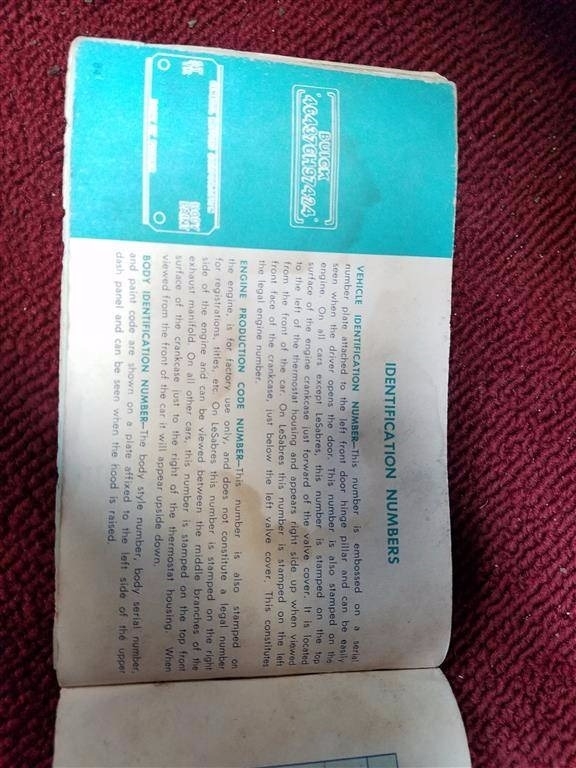 IDENTIFICATION NUMBERS
BUICK
464376H97424
VEHICLE IDENTIFICATION NUMBER—This number is embossed on a serial
number plate attached to the left front door hinge pillar and can be easily
seen when the driver opens the door. This number is also stamped on the
engine. On all cars except LeSabres, this number is stamped on the top
surface of the engine crankcase just forward of the valve cover. It is located
to the left of the thermostat housing and appears right side up when viewed
from the front of the car. On LeSabres this number is stamped on the left
front face of the crankcase, just below the left valve cover. This constitutes
the legal engine number.
ENGINE PRODUCTION CODE NUMBER—This number is also stamped on
the engine, is for factory use only, and does not constitute a legal number
for registrations, titles, etc. On LeSabres this number is stamped on the right
side of the engine and can be viewed between the middle branches of the
exhaust manifold. On all other cars, this number is stamped on the top front
surface of the crankcase just to the right of the thermostat housing. When
viewed from the front of the car it will appear upside down.
BODY IDENTIFICATION NUMBER—The body style number, body serial number,
and paint code are shown on a plate affixed to the left side of the upper
dash panel and can be seen when the hood is raised.
BODY
PAINT